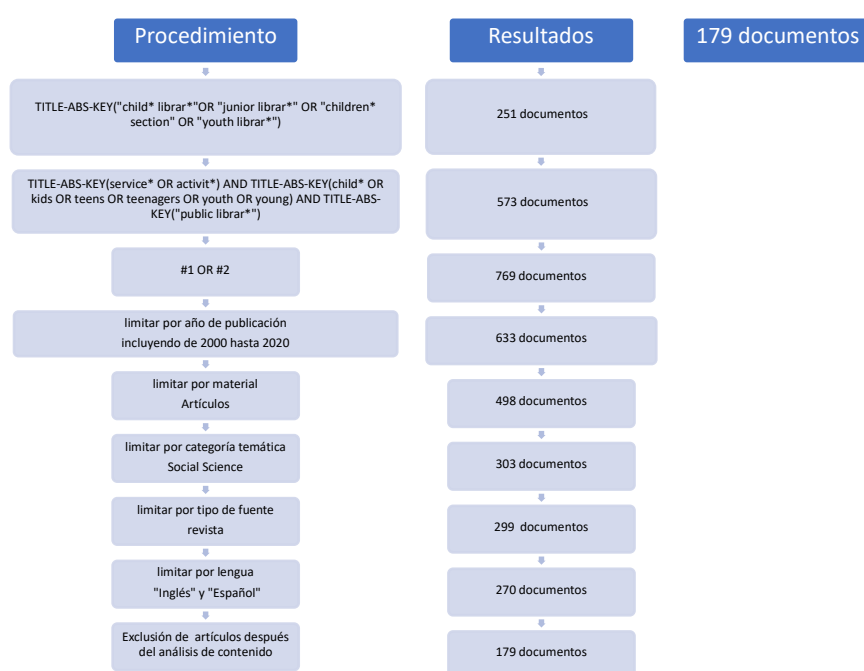 Procedimiento
TITLE-ABS-KEY("child* librar*"OR "junior librar*" OR "children*
section" OR "youth librar*")
TITLE-ABS-KEY(service* OR activit*) AND TITLE-ABS-KEY(child* OR
kids OR teens OR teenagers OR youth OR young) AND TITLE-ABS-
KEY("public librar*")
#1 OR #2
limitar por año de publicación
incluyendo de 2000 hasta 2020
limitar por material
Artículos
limitar por categoría temática
Social Science
limitar por tipo de fuente
revista
limitar por lengua
"Inglés" y "Español"
Exclusión de artículos después
del análisis de contenido
Resultados
251 documentos
573 documentos
769 documentos
633 documentos
498 documentos
303 documentos
299 documentos
270 documentos
179 documentos
179 documentos